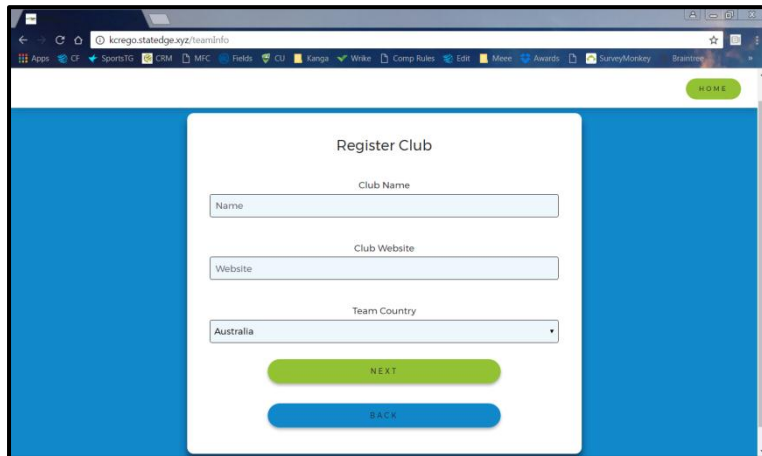 kcrego.statedge.xyz/teamInfo
Apps CF SportsTG CRM MFC Fields CU Kanga Wrike Comp Rules Edit Meee Awards SurveyMonkey Braintree
HOME
Register Club
Club Name
Name
Club Website
Website
Team Country
Australia
NEXT
BACK